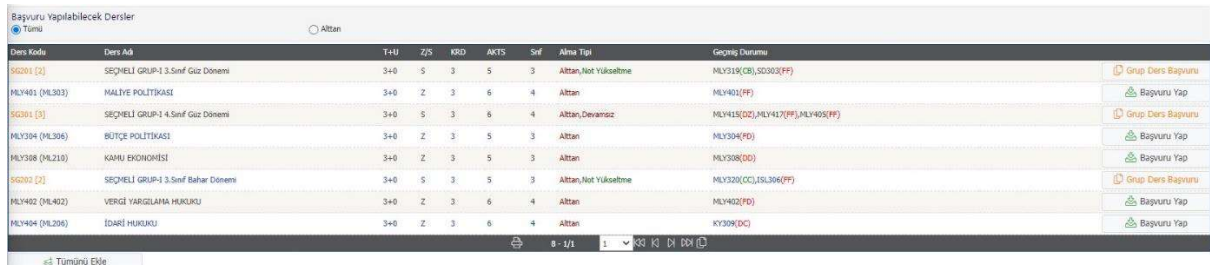 Başvuru Yapılabilecek Dersler
Tümü Alttan
Ders Kodu Ders Adı T+U Z/S KRD AKTS Snf Alma Tipi Geçmiş Durumu
SG201 [2] SEÇMELİ GRUP-I 3.Sınıf Güz Dönemi 3+0 S 3 5 3 Alttan,Not Yükseltme MLY319(CB),SD303(FF) Grup Ders Başvuru
MLY401 (ML303) MALİYE POLİTİKASI 3+0 Z 3 6 4 Alttan MLY401(FF) Başvuru Yap
SG301 [3] SEÇMELİ GRUP-I 4.Sınıf Güz Dönemi 3+0 S 3 6 4 Alttan,Devamsız MLY415(DZ),MLY417(FF),MLY405(FF) Grup Ders Başvuru
MLY304 (ML306) BÜTÇE POLİTİKASI 3+0 Z 3 5 3 Alttan MLY304(FD) Başvuru Yap
MLY308 (ML210) KAMU EKONOMİSİ 3+0 Z 3 5 3 Alttan MLY308(DD) Başvuru Yap
SG202 [2] SEÇMELİ GRUP-I 3.Sınıf Bahar Dönemi 3+0 S 3 5 3 Alttan,Not Yükseltme MLY320(CC),ISL306(FF) Grup Ders Başvuru
MLY402 (ML402) VERGİ YARGILAMA HUKUKU 3+0 Z 3 6 4 Alttan MLY402(FD) Başvuru Yap
MLY404 (ML206) İDARİ HUKUKU 3+0 Z 3 6 4 Alttan KY309(DC) Başvuru Yap
8 - 1/1 1
Tümünü Ekle